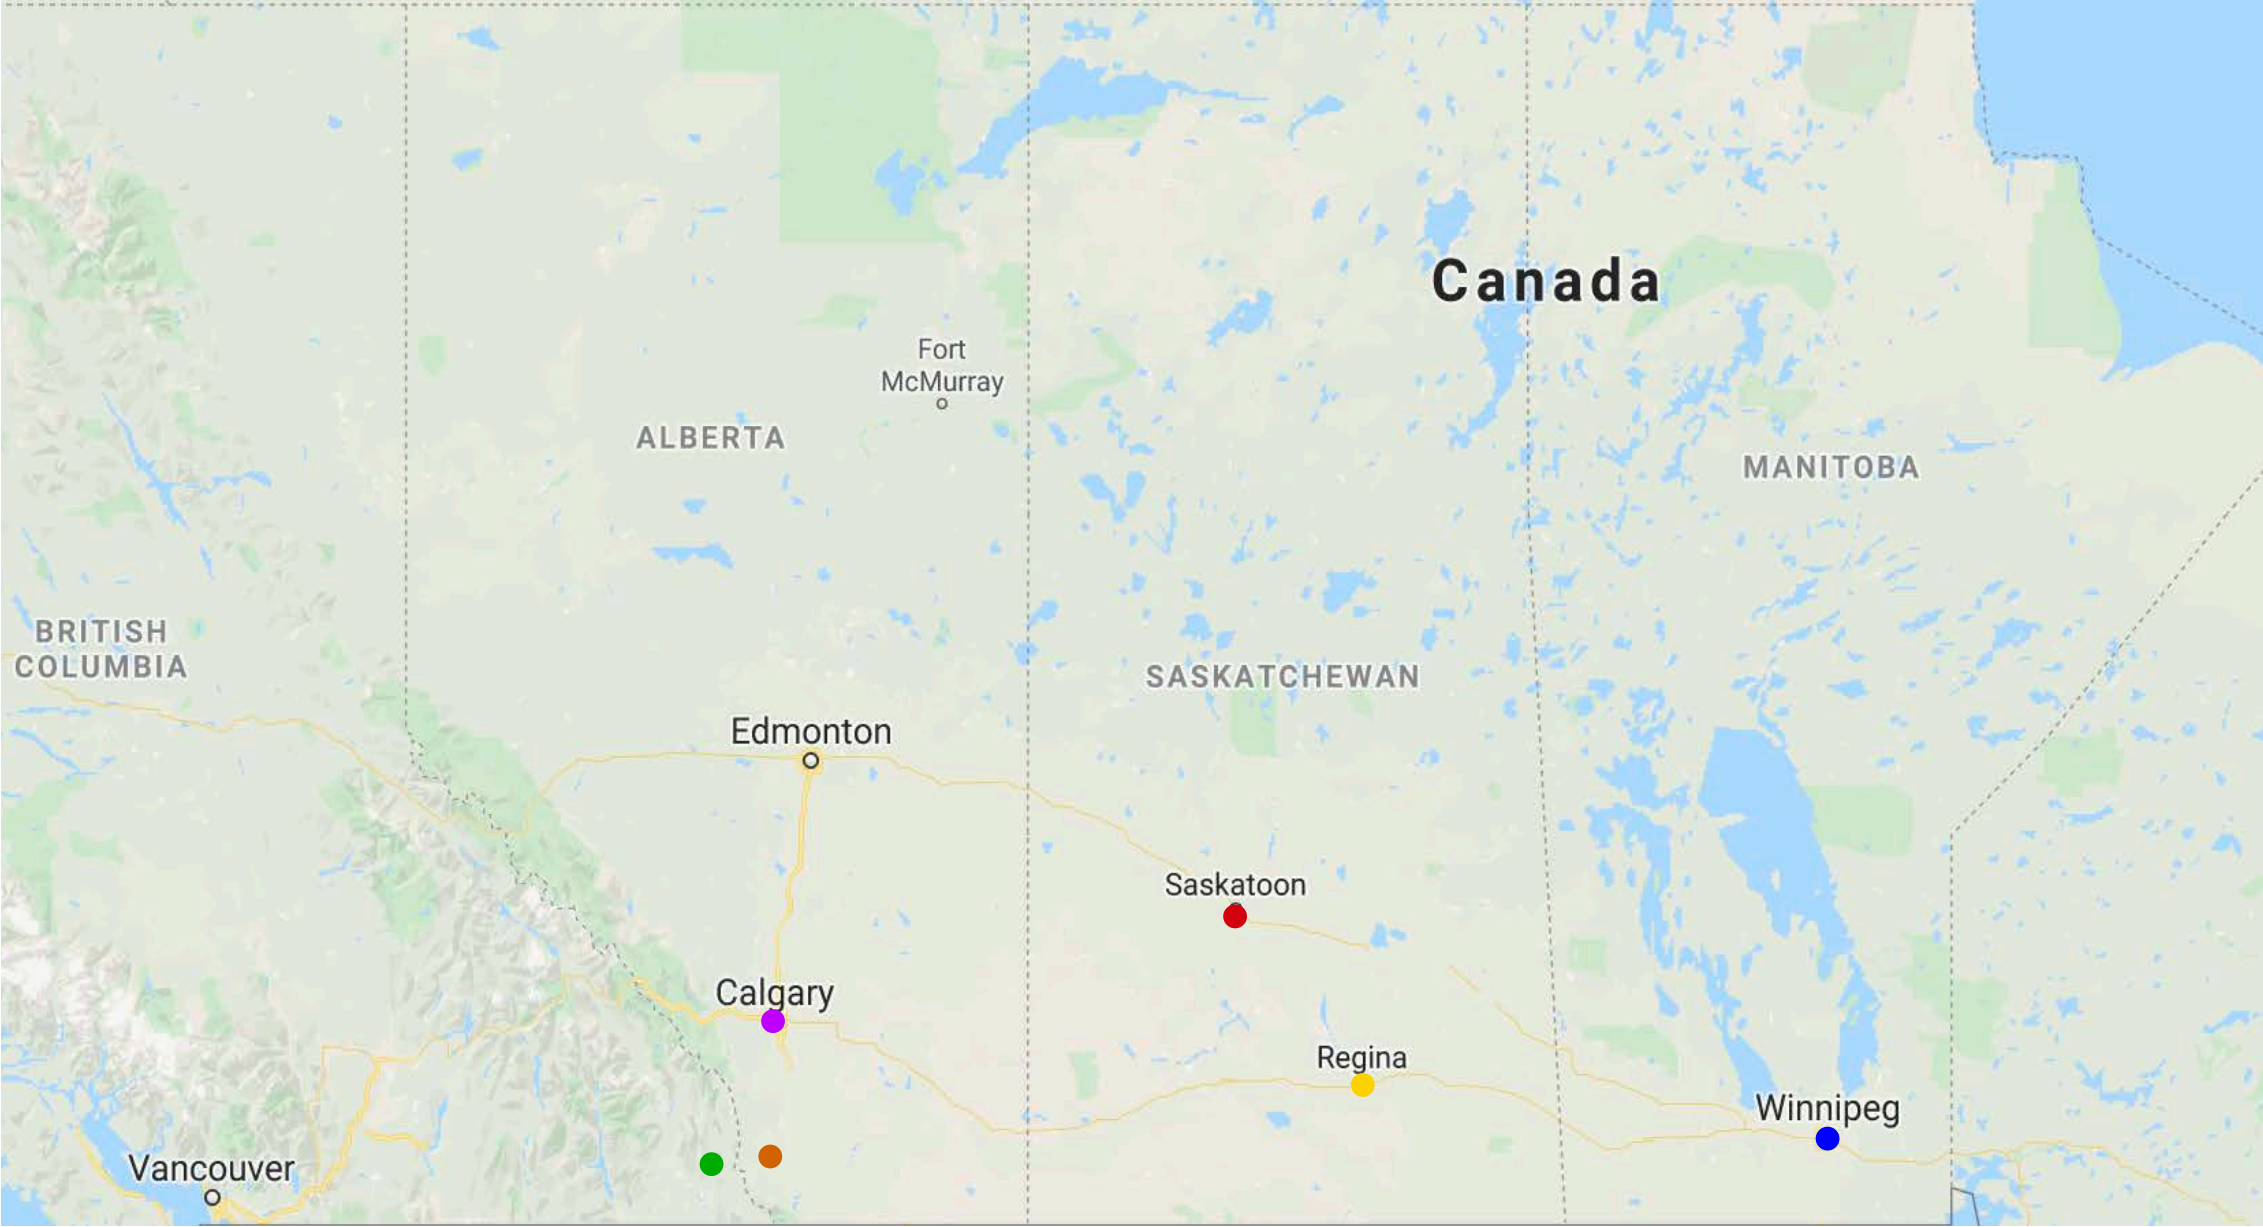 Canada
Fort
McMurray
ALBERTA
MANITOBA
BRITISH
COLUMBIA
SASKATCHEWAN
Edmonton
Saskatoon
Calgary
Regina
Winnipeg
Vancouver